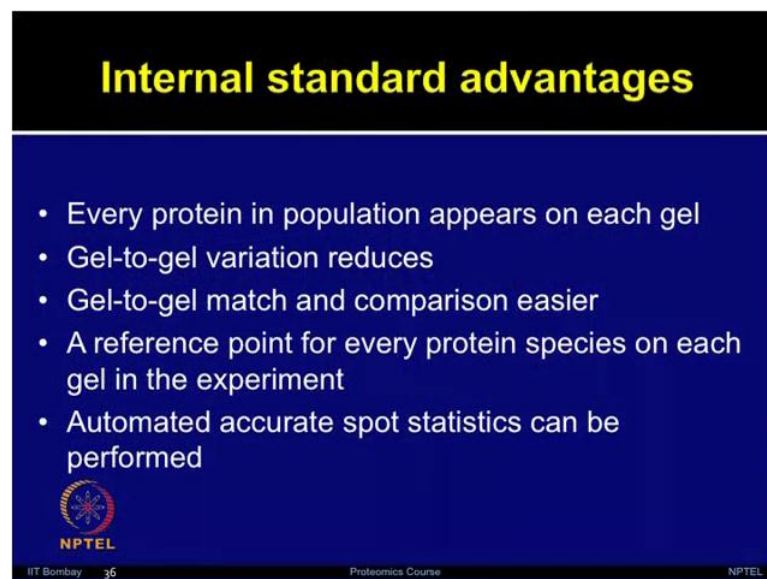 Internal standard advantages
• Every protein in population appears on each gel
• Gel-to-gel variation reduces
• Gel-to-gel match and comparison easier
• A reference point for every protein species on each
gel in the experiment
• Automated accurate spot statistics can be
performed
NPTEL
IIT Bombay 36 Proteomics Course NPTEL